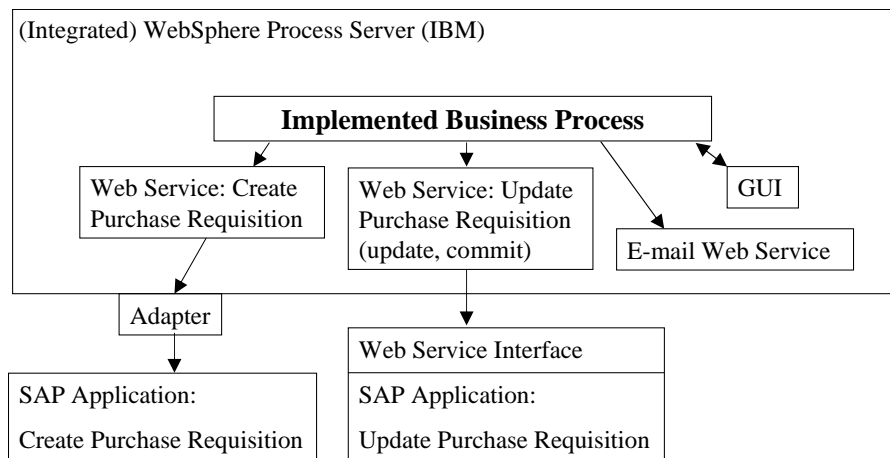 (Integrated) WebSphere Process Server (IBM)
Implemented Business Process
Web Service: Create
Purchase Requisition
Web Service: Update
Purchase Requisition
(update, commit)
GUI
E-mail Web Service
Adapter
Web Service Interface
SAP Application:
Create Purchase Requisition
SAP Application:
Update Purchase Requisition